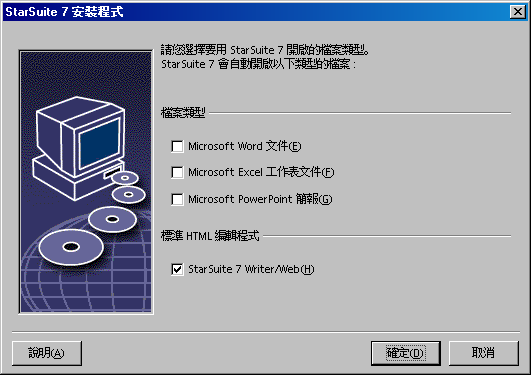 StarSuite 7 安裝程式
請您選擇要用 StarSuite 7 開啟的檔案類型。
StarSuite 7 會自動開啟以下類型的檔案：
檔案類型
Microsoft Word 文件(E)
Microsoft Excel 工作表文件(F)
Microsoft PowerPoint 簡報(G)
標準 HTML 編輯程式
StarSuite 7 Writer/Web(H)
說明(A)
確定(D)
取消